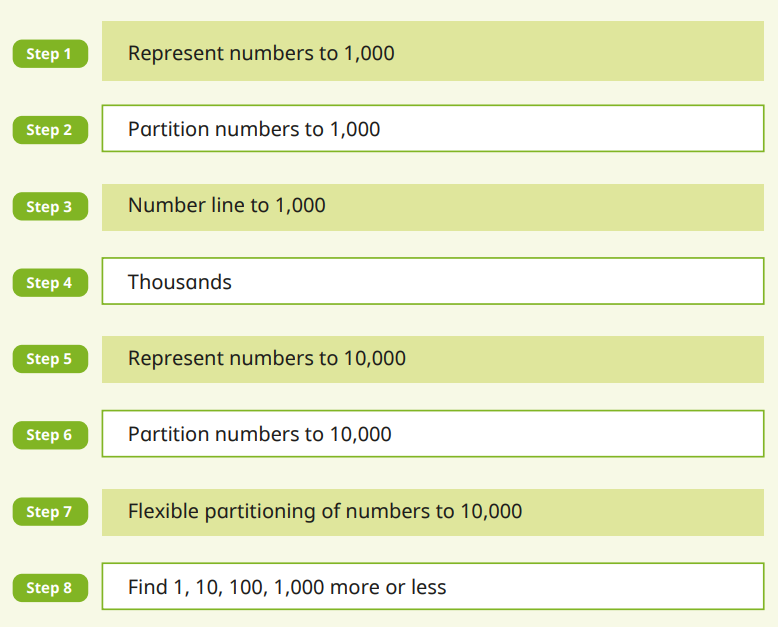 Step 1 Represent numbers to 1,000
Step 2 Partition numbers to 1,000
Step 3 Number line to 1,000
Step 4 Thousands
Step 5 Represent numbers to 10,000
Step 6 Partition numbers to 10,000
Step 7 Flexible partitioning of numbers to 10,000
Step 8 Find 1, 10, 100, 1,000 more or less